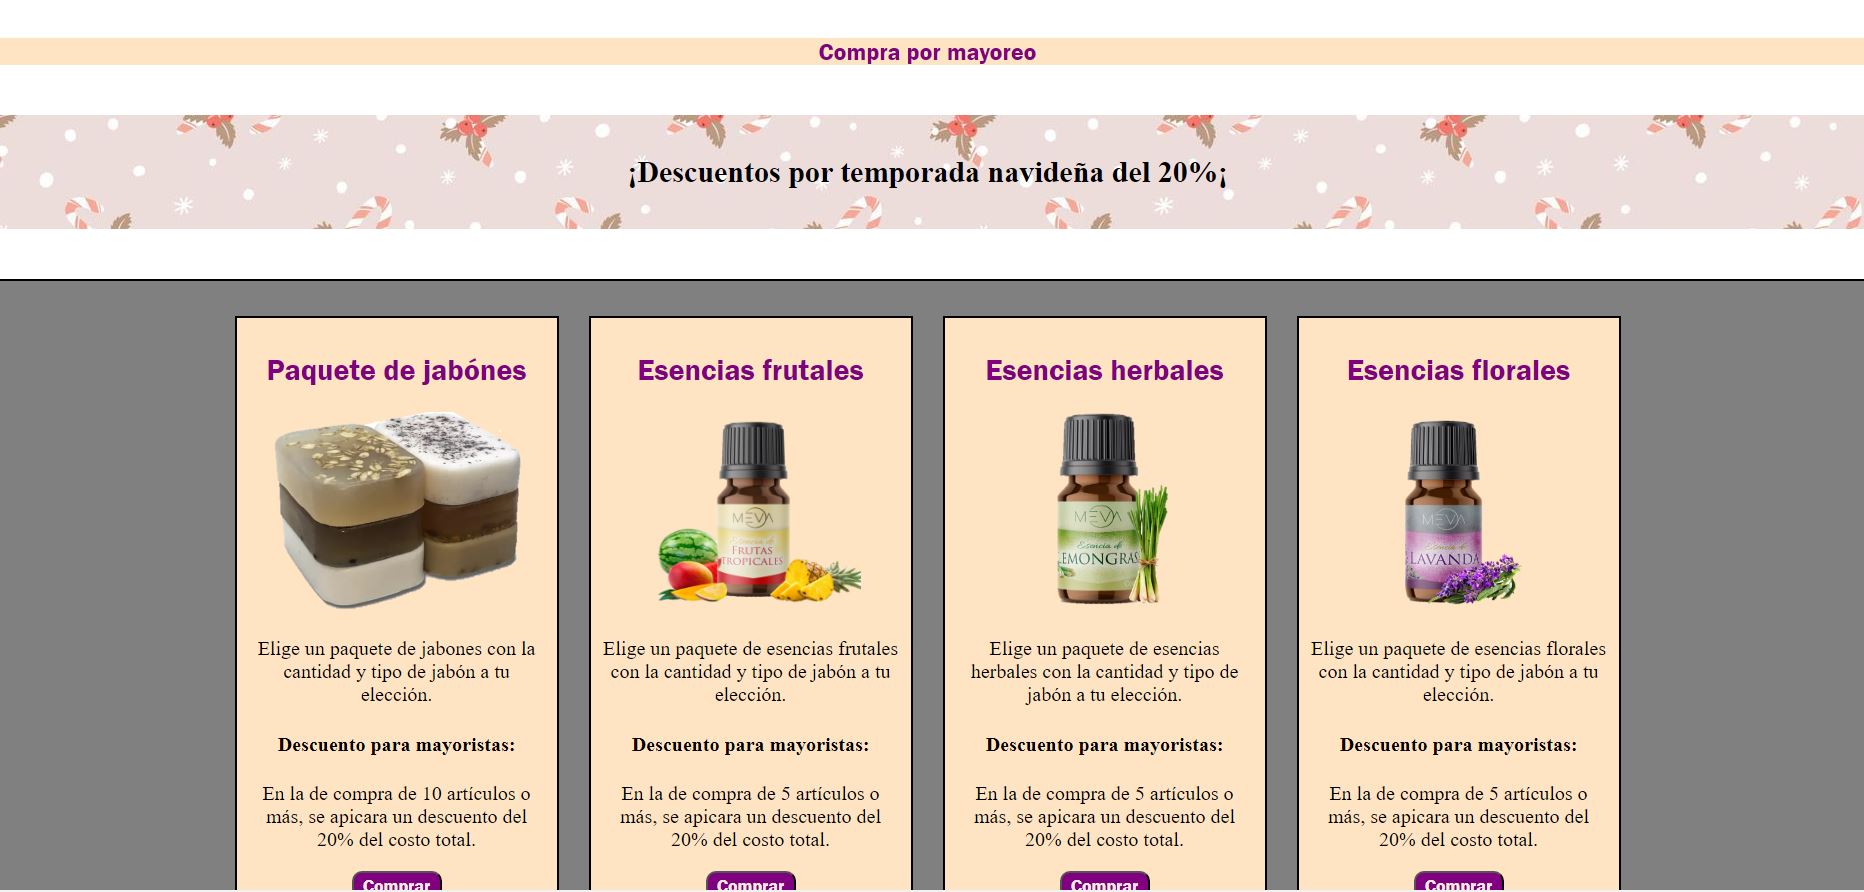 Compra por mayoreo
¡Descuentos por temporada navideña del 20%¡
Paquete de jabónes
Elige un paquete de jabones con la
cantidad y tipo de jabón a tu
elección.
Descuento para mayoristas:
En la de compra de 10 artículos o
más, se apicara un descuento del
20% del costo total.
Comprar
Esencias frutales
MEVA
Esencia de
FRUTAS
TROPICALES
Elige un paquete de esencias frutales
con la cantidad y tipo de jabón a tu
elección.
Descuento para mayoristas:
En la de compra de 5 artículos o
más, se apicara un descuento del
20% del costo total.
Comprar
Esencias herbales
MEVA
Esencia de
EMONGRAS
Elige un paquete de esencias
herbales con la cantidad y tipo de
jabón a tu elección.
Descuento para mayoristas:
En la de compra de 5 artículos o
más, se apicara un descuento del
20% del costo total.
Comprar
Esencias florales
MEVA
Esencia de
LAVANDA
Elige un paquete de esencias florales
con la cantidad y tipo de jabón a tu
elección.
Descuento para mayoristas:
En la de compra de 5 artículos o
más, se apicara un descuento del
20% del costo total.
Comprar